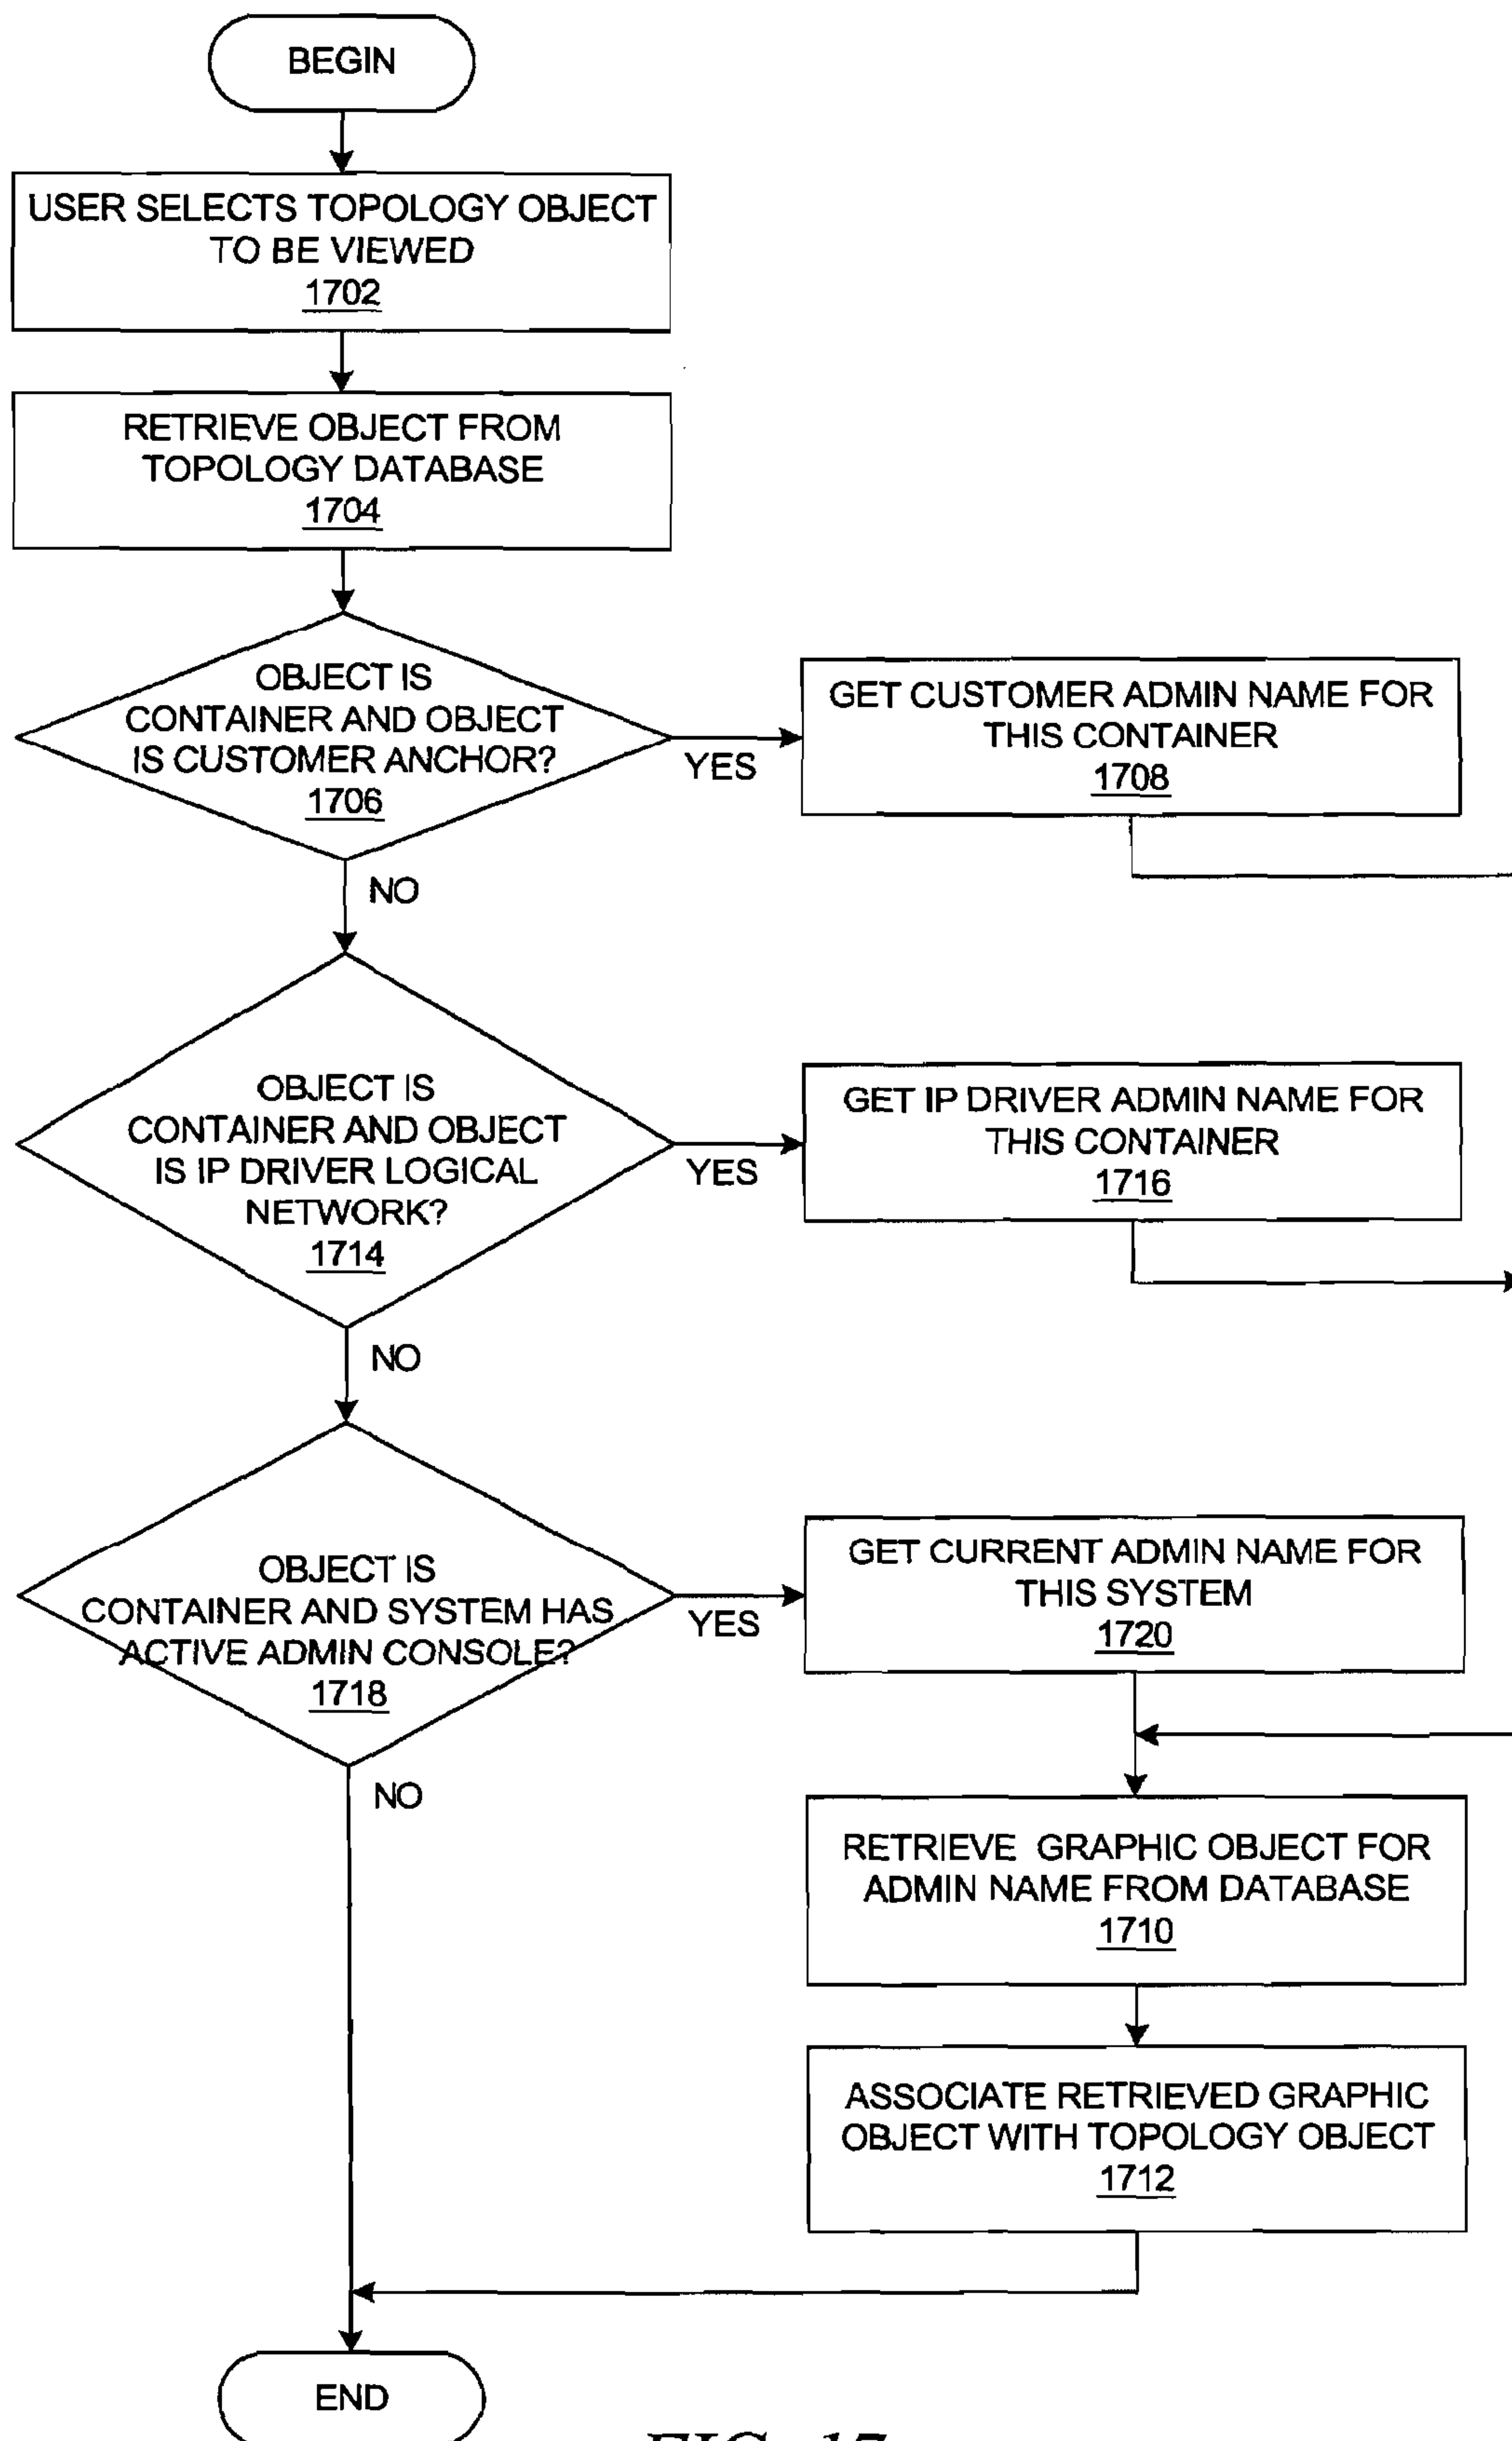 BEGIN
USER SELECTS TOPOLOGY OBJECT
TO BE VIEWED
1702
RETRIEVE OBJECT FROM
TOPOLOGY DATABASE
1704
OBJECT IS
CONTAINER AND OBJECT
IS CUSTOMER ANCHOR?
1706
YES
GET CUSTOMER ADMIN NAME FOR
THIS CONTAINER
1708
NO
OBJECT IS
CONTAINER AND OBJECT
IS IP DRIVER LOGICAL
NETWORK?
1714
YES
GET IP DRIVER ADMIN NAME FOR
THIS CONTAINER
1716
NO
OBJECT IS
CONTAINER AND SYSTEM HAS
ACTIVE ADMIN CONSOLE?
1718
YES
GET CURRENT ADMIN NAME FOR
THIS SYSTEM
1720
NO
RETRIEVE GRAPHIC OBJECT FOR
ADMIN NAME FROM DATABASE
1710
ASSOCIATE RETRIEVED GRAPHIC
OBJECT WITH TOPOLOGY OBJECT
1712
END
FIG. 17